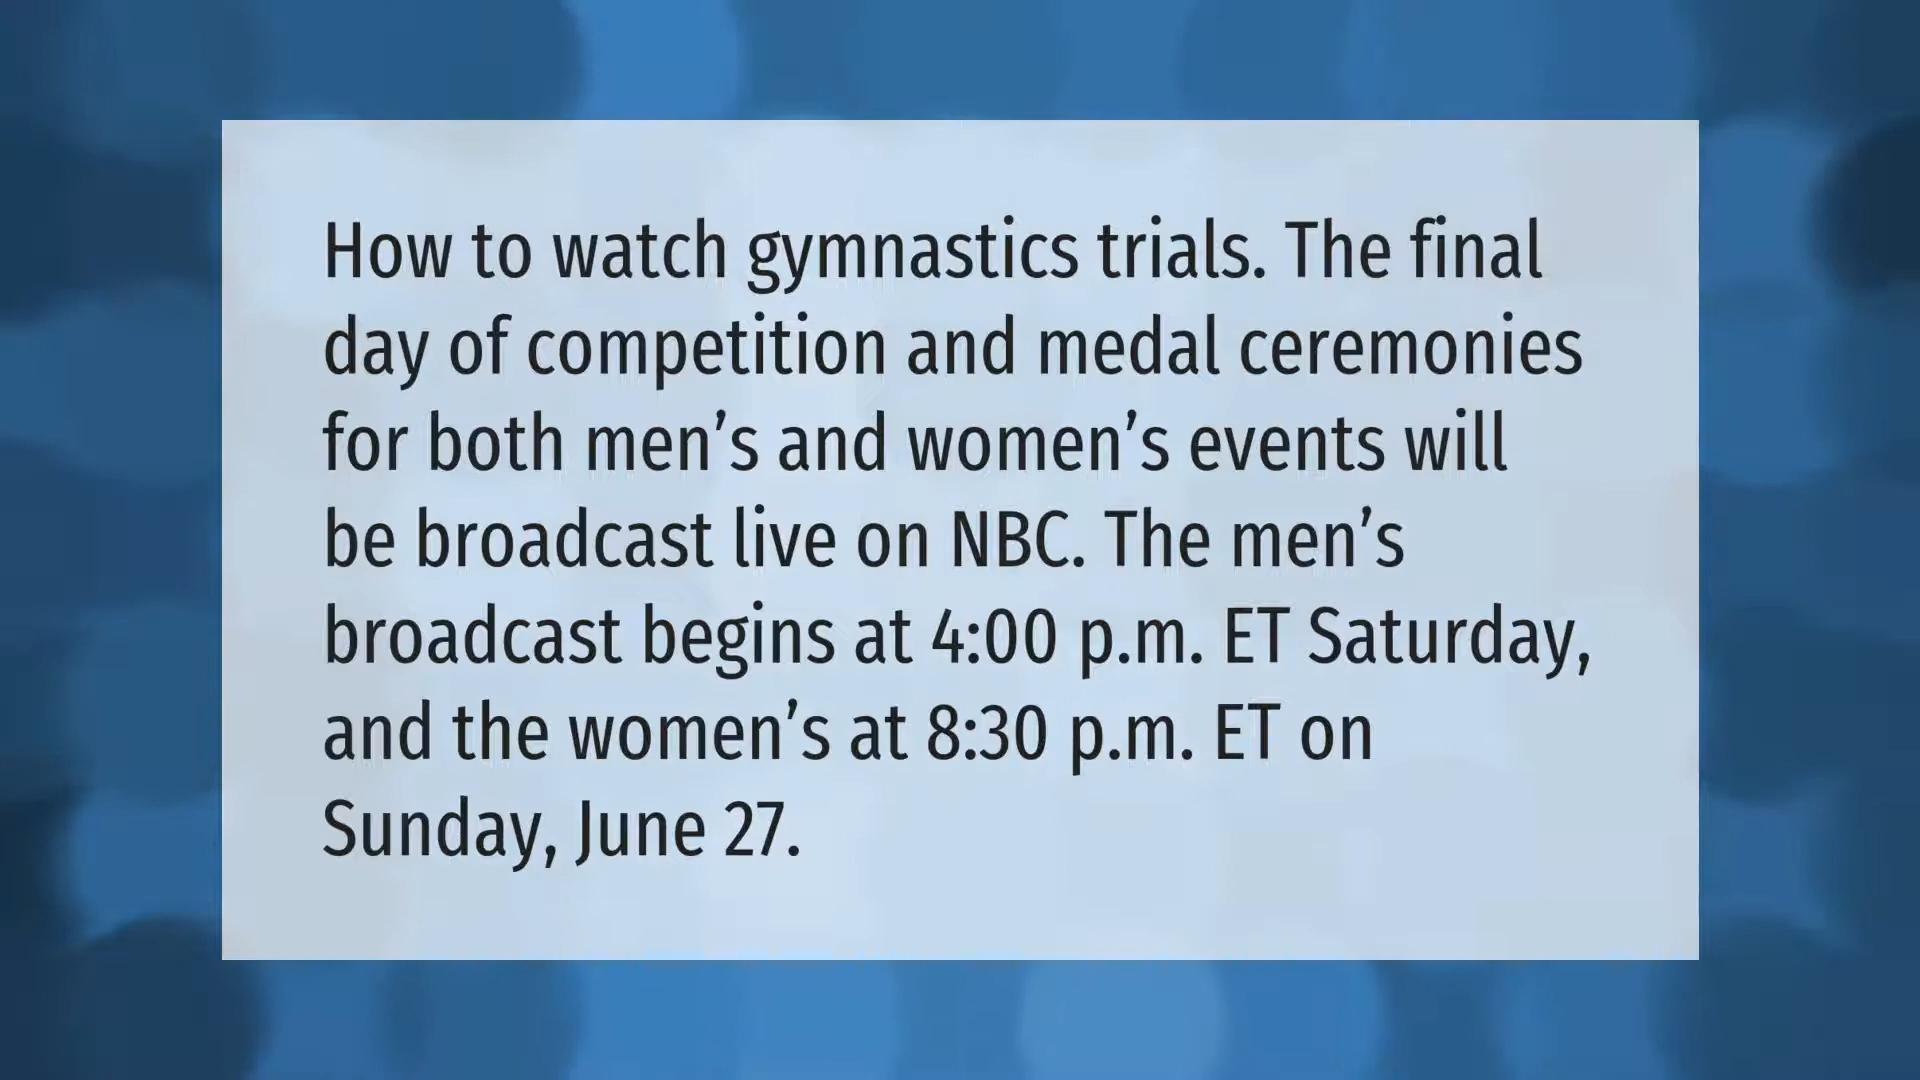 How to watch gymnastics trials. The final
day of competition and medal ceremonies
for both men’s and women’s events will
be broadcast live on NBC. The men’s
broadcast begins at 4:00 p.m. ET Saturday,
and the women’s at 8:30 p.m. ET on
Sunday, June 27.